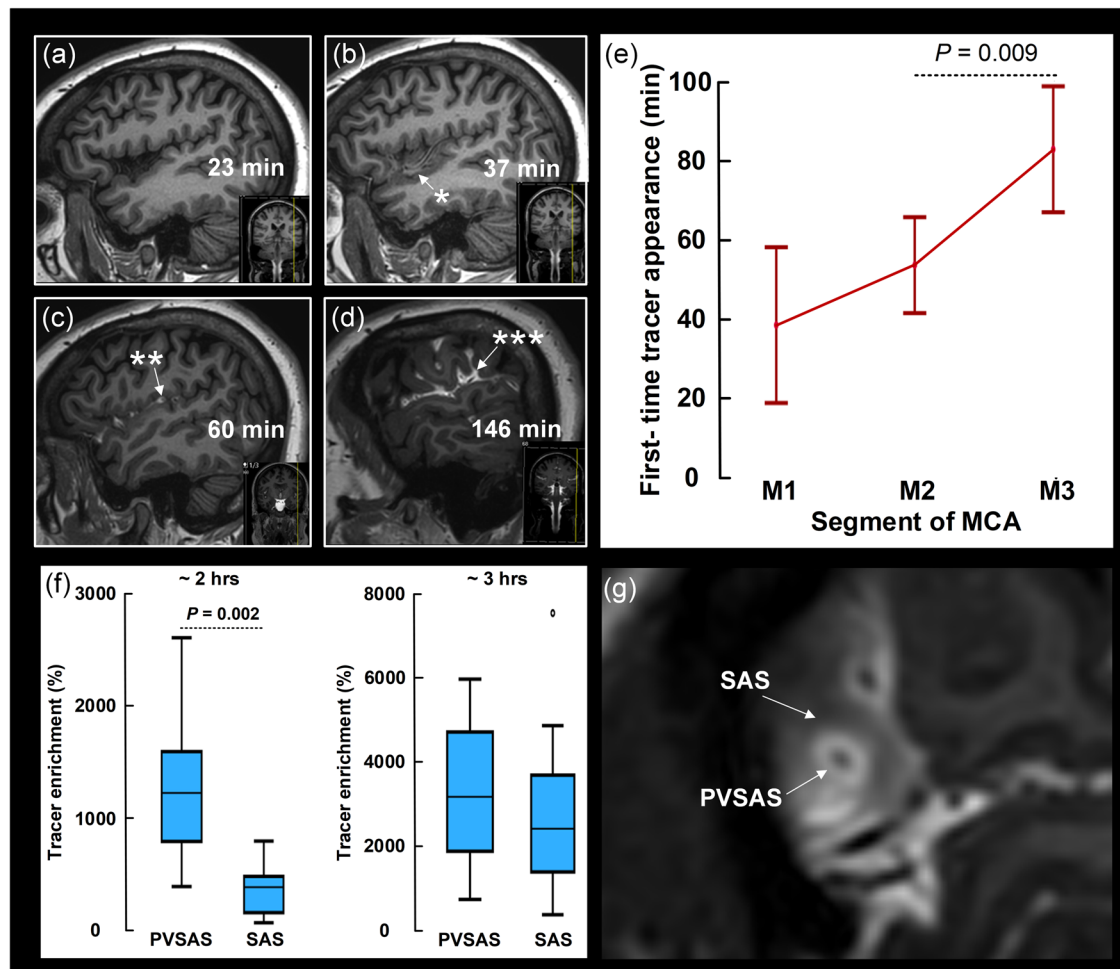 (a)
23 min
(b)
37 min
*
(c)
**
60 min
(d)
***
146 min
(e)
P = 0.009
First- time tracer appearance (min)
100
80
60
40
20
0
M1 M2 M3
Segment of MCA
(f)
~ 2 hrs
P = 0.002
Tracer enrichment (%)
3000
2000
1000
0
PVSAS SAS
~ 3 hrs
Tracer enrichment (%)
8000
6000
4000
2000
0
PVSAS SAS
(g)
SAS
PVSAS